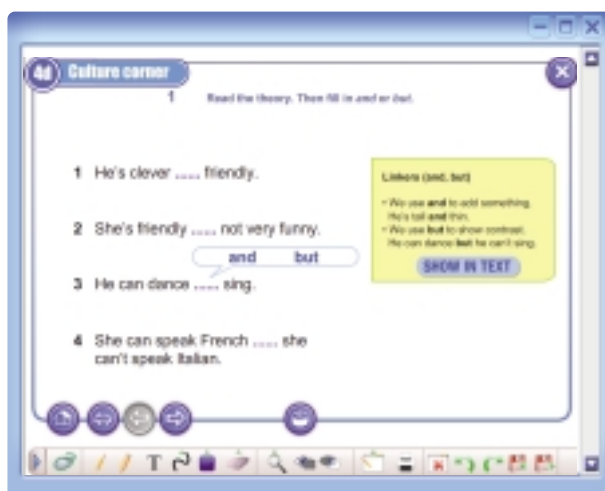 4d Culture corner
1 Read the theory. Then fill in and or but.
1 He's clever ..... friendly.
2 She's friendly ..... not very funny.
and but
3 He can dance ..... sing.
4 She can speak French ..... she
can't speak Italian.
Linkers (and, but)
• We use and to add something.
He's tall and thin.
• We use but to show contrast.
He can dance but he can't sing.
SHOW IN TEXT
T